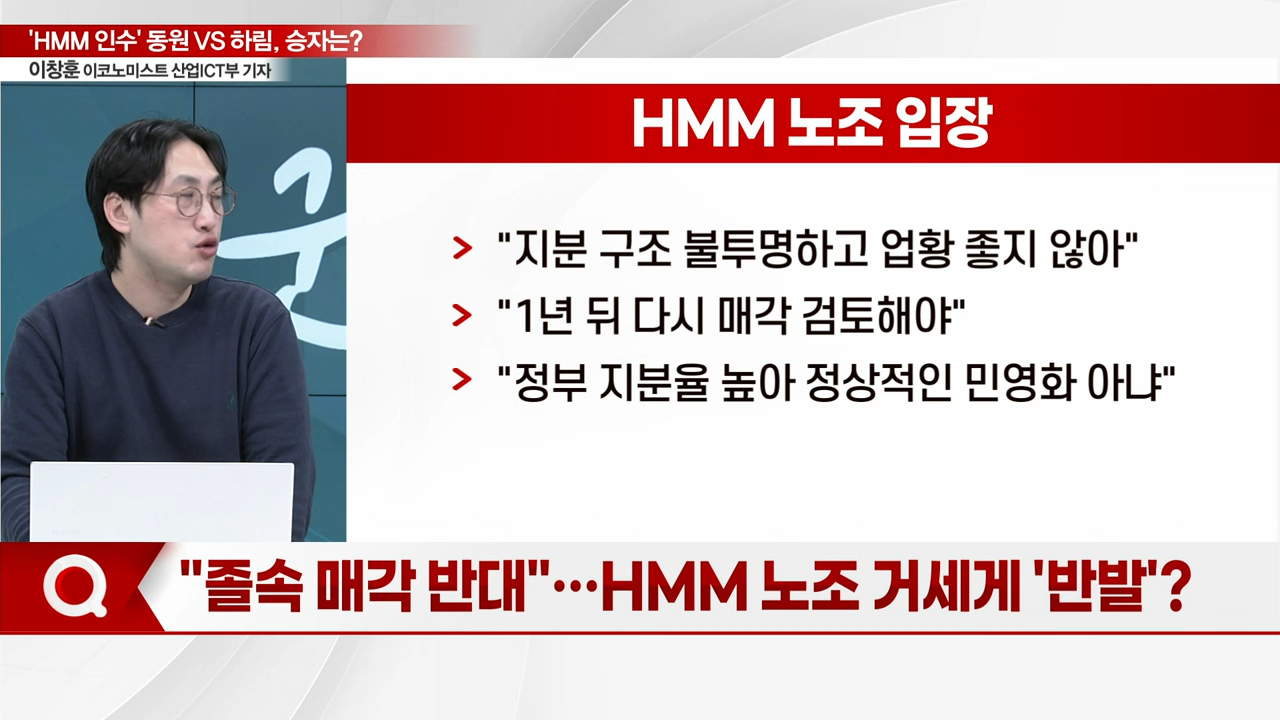 'HMM 인수' 동원 VS 하림, 승자는?
이창훈 이코노미스트 산업ICT부 기자
HMM 노조 입장
> "지분 구조 불투명하고 업황 좋지 않아"
> "1년 뒤 다시 매각 검토해야"
> "정부 지분율 높아 정상적인 민영화 아냐"
Q "졸속 매각 반대"…HMM 노조 거세게 '반발'?